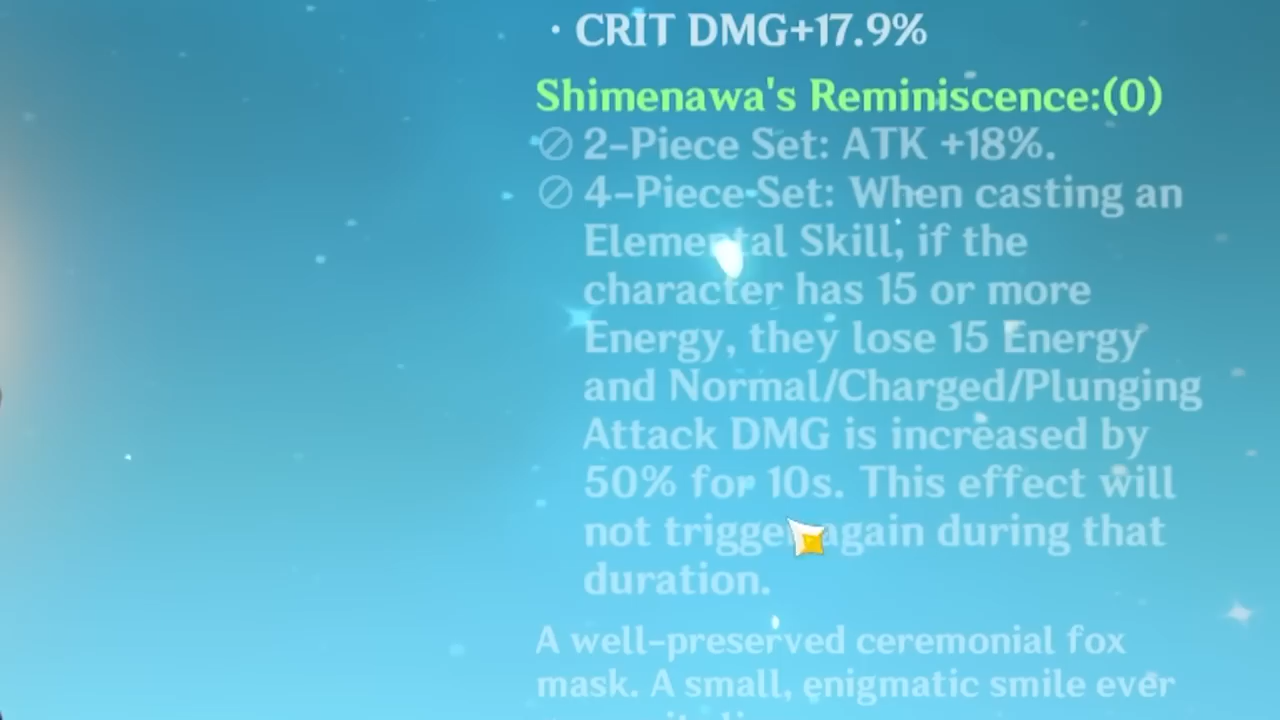 · CRIT DMG+17.9%
Shimenawa's Reminiscence:(0)
2-Piece Set: ATK +18%.
4-Piece Set: When casting an
Elemental Skill, if the
character has 15 or more
Energy, they lose 15 Energy
and Normal/Charged/Plunging
Attack DMG is increased by
50% for 10s. This effect will
not trigger again during that
duration.
A well-preserved ceremonial fox
mask. A small, enigmatic smile ever